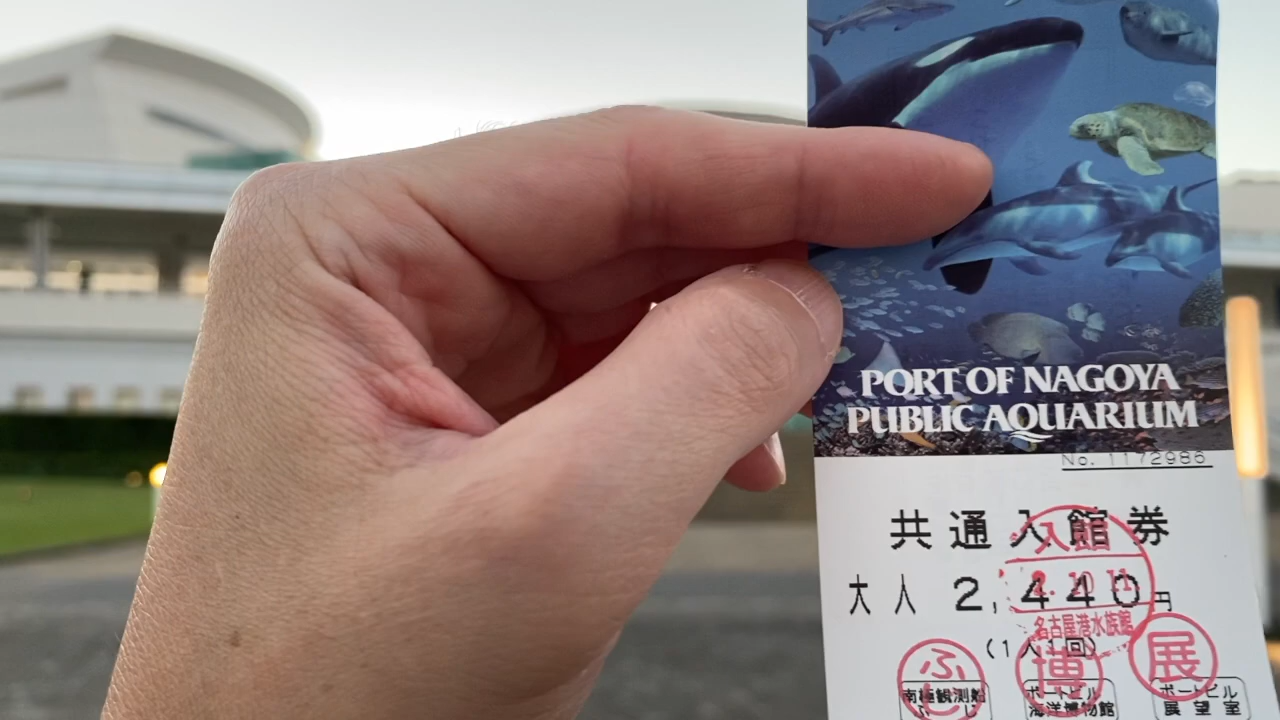 PORT OF NAGOYA
PUBLIC AQUARIUM
No. 1172986
共通入館券
入館
大人 2,440円
名古屋港水族館
(1人1回)
ふじ
博
展
南極観測船
ふじ
ポートビル
海洋博物館
ポートビル
展望室